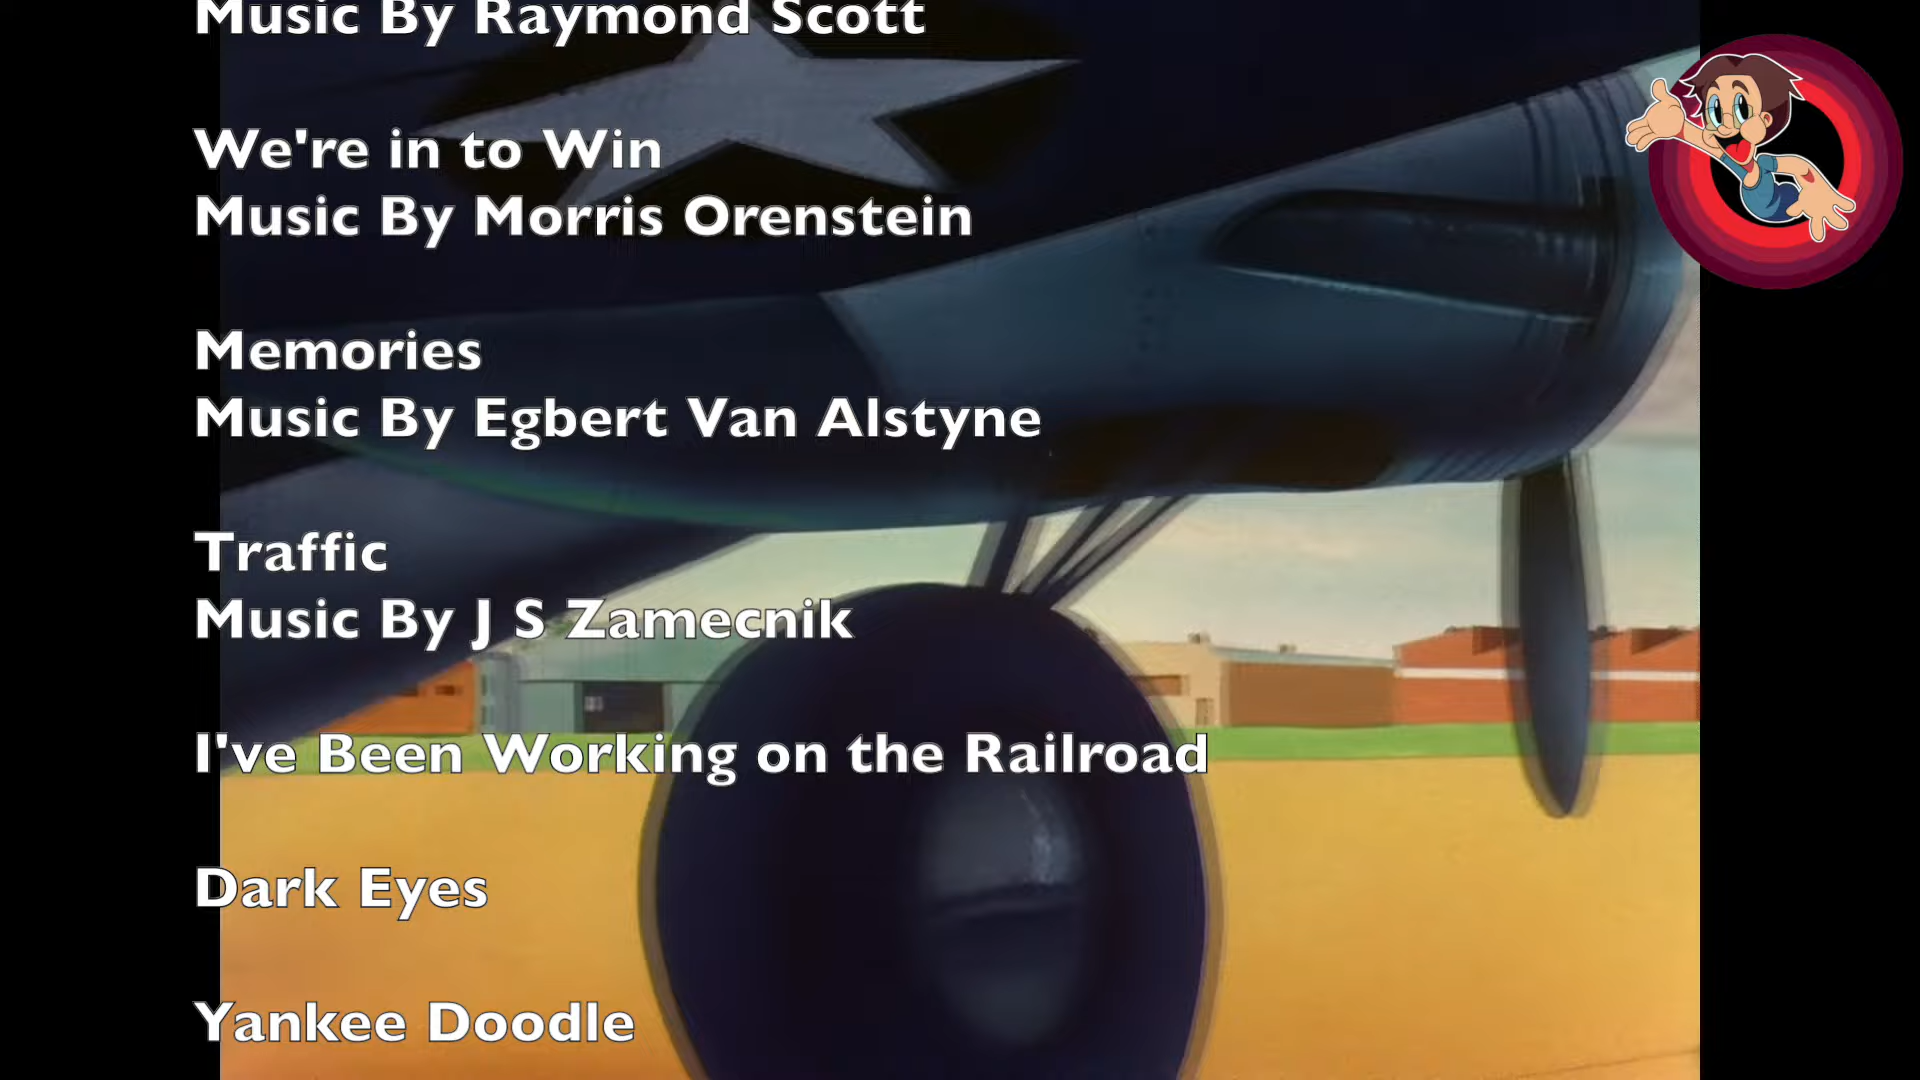 Music By Raymond Scott
We're in to Win
Music By Morris Orenstein
Memories
Music By Egbert Van Alstyne
Traffic
Music By J S Zamecnik
I've Been Working on the Railroad
Dark Eyes
Yankee Doodle